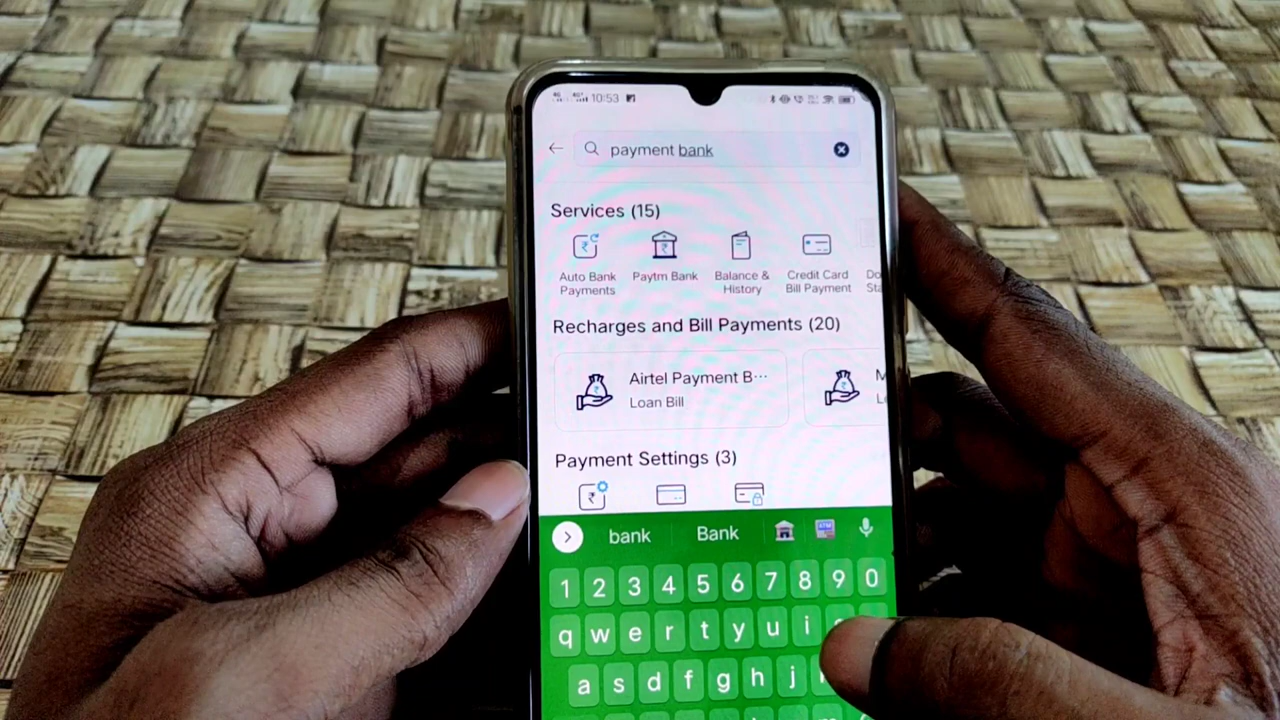 10:53
payment bank
Services (15)
Auto Bank Payments
Paytm Bank
Balance & History
Credit Card Bill Payment
Recharges and Bill Payments (20)
Airtel Payment B...
Loan Bill
Payment Settings (3)
bank Bank
1 2 3 4 5 6 7 8 9 0
q w e r t y u i
a s d f g h j